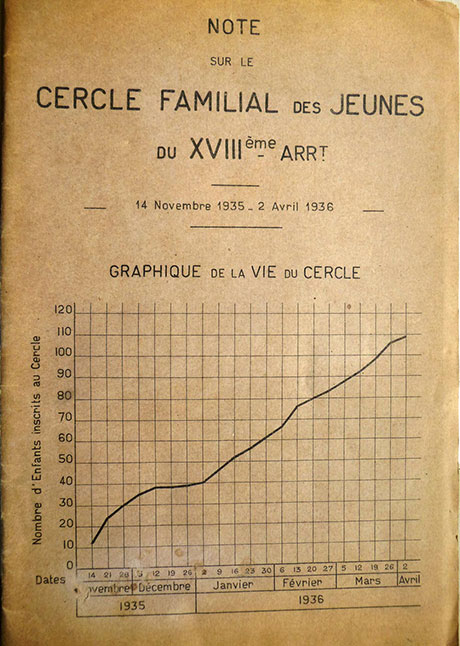 NOTE
SUR LE
CERCLE FAMILIAL DES JEUNES
DU XVIIIème ARRT
14 Novembre 1935 - 2 Avril 1936
GRAPHIQUE DE LA VIE DU CERCLE
Nombre d'Enfants inscrits au Cercle
120
110
100
90
80
70
60
50
40
30
20
10
0
Dates
14 21 28 5 12 19 26 2 9 16 23 30 6 13 20 27 5 12 19 26 2
Novembre Décembre Janvier Février Mars Avril
1935 1936